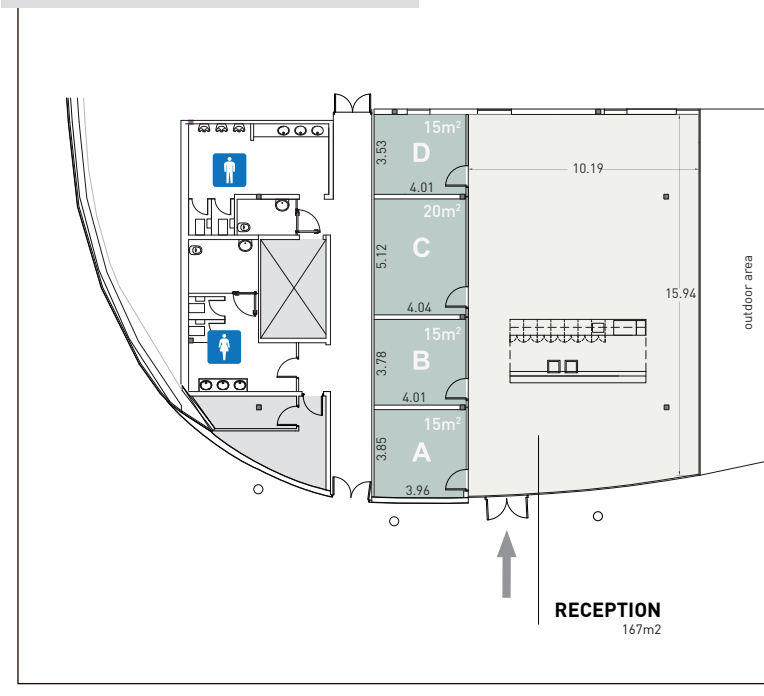 15m²
D
3.53
4.01
20m²
C
5.12
4.04
15m²
B
3.78
4.01
15m²
A
3.85
3.96
10.19
15.94
outdoor area
RECEPTION
167m2